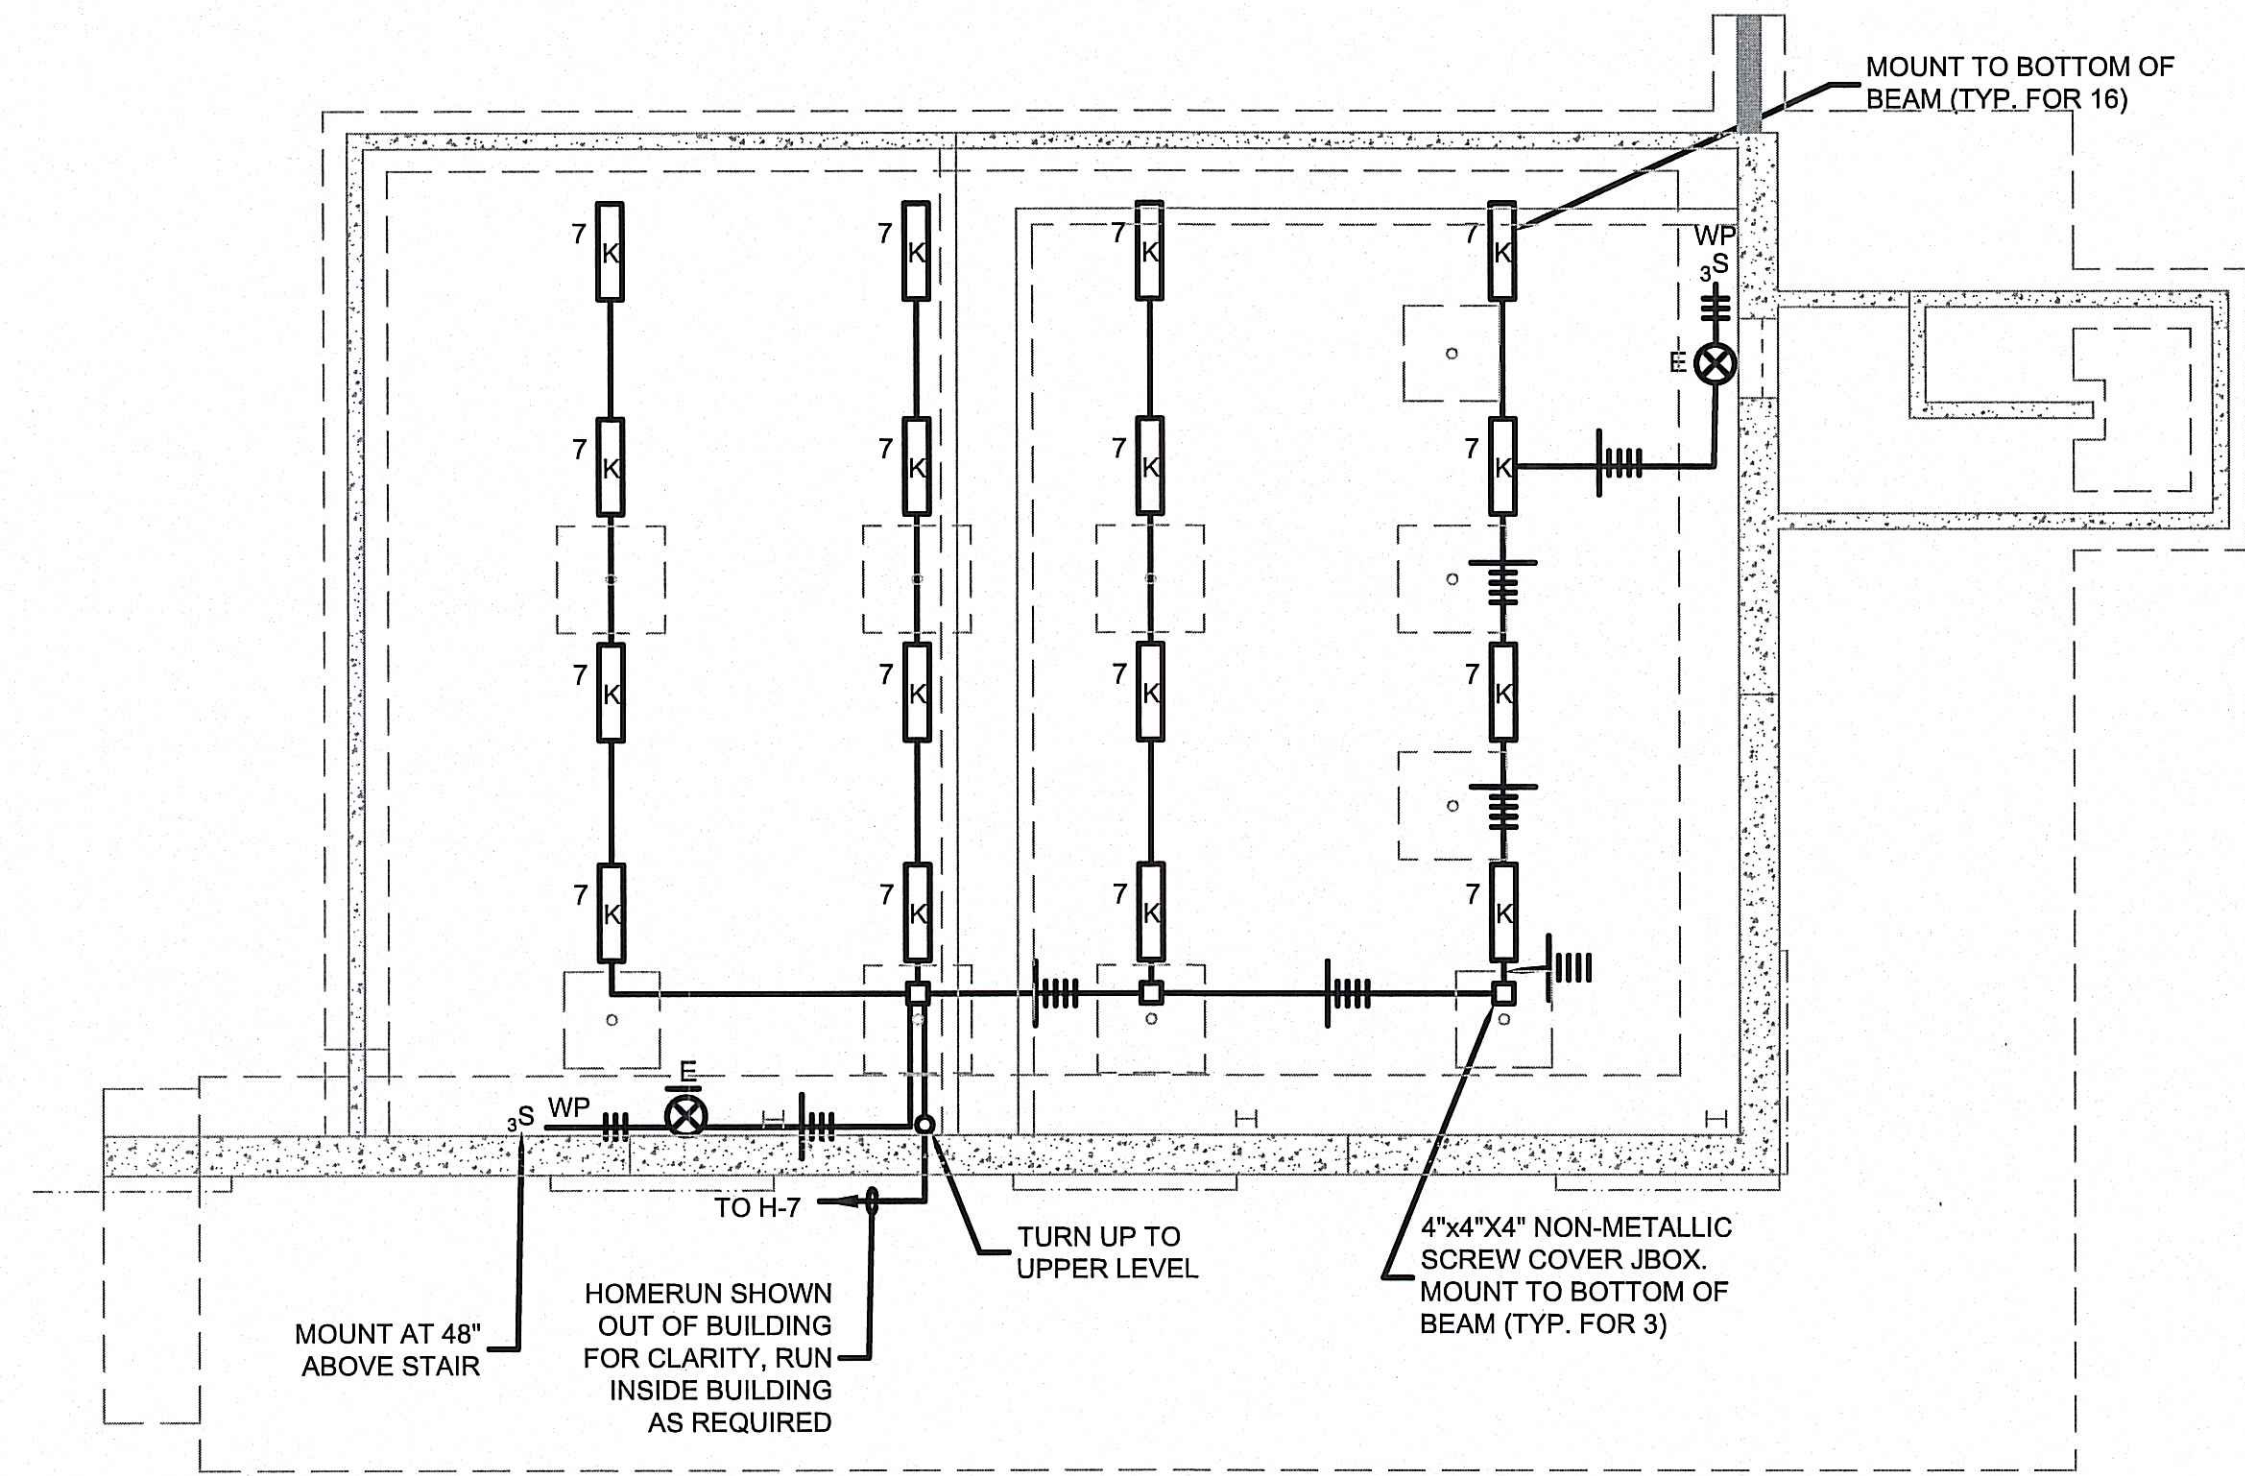 MOUNT TO BOTTOM OF
BEAM (TYP. FOR 16)
7 K 7 K 7 K 7 K
WP
3S
E
7 K 7 K 7 K 7 K
7 K 7 K 7 K 7 K
7 K 7 K 7 K 7 K
E
3S WP
TO H-7
TURN UP TO
UPPER LEVEL
4"x4"X4" NON-METALLIC
SCREW COVER JBOX.
MOUNT TO BOTTOM OF
BEAM (TYP. FOR 3)
HOMERUN SHOWN
OUT OF BUILDING
FOR CLARITY, RUN
INSIDE BUILDING
AS REQUIRED
MOUNT AT 48"
ABOVE STAIR